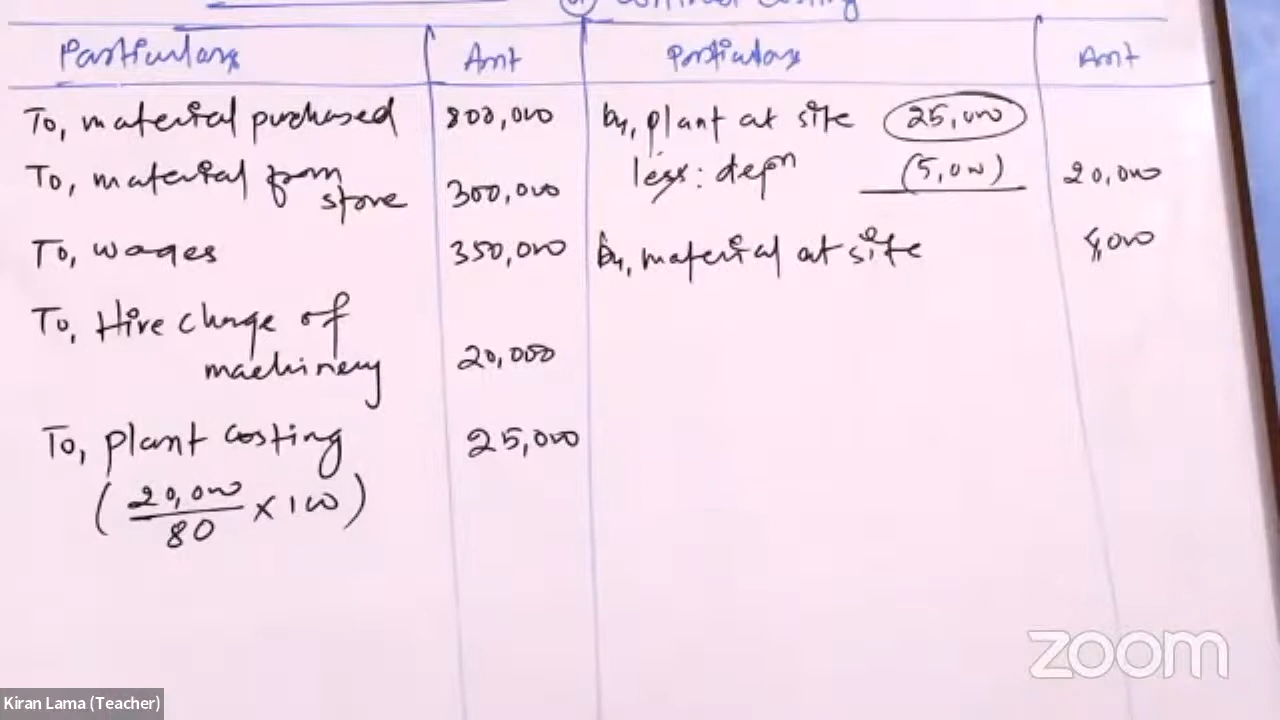 Contract Costing
Particulars Amt Particulars Amt
To, material purchased 800,000 by, plant at site 25,000
less: depn (5,000) 20,000
To, material from store 300,000
To, wages 350,000 by, material at site
To, Hire charge of
machinery 20,000
To, plant costing 25,000
(20,000/80 × 100)
zoom
Kiran Lama (Teacher)